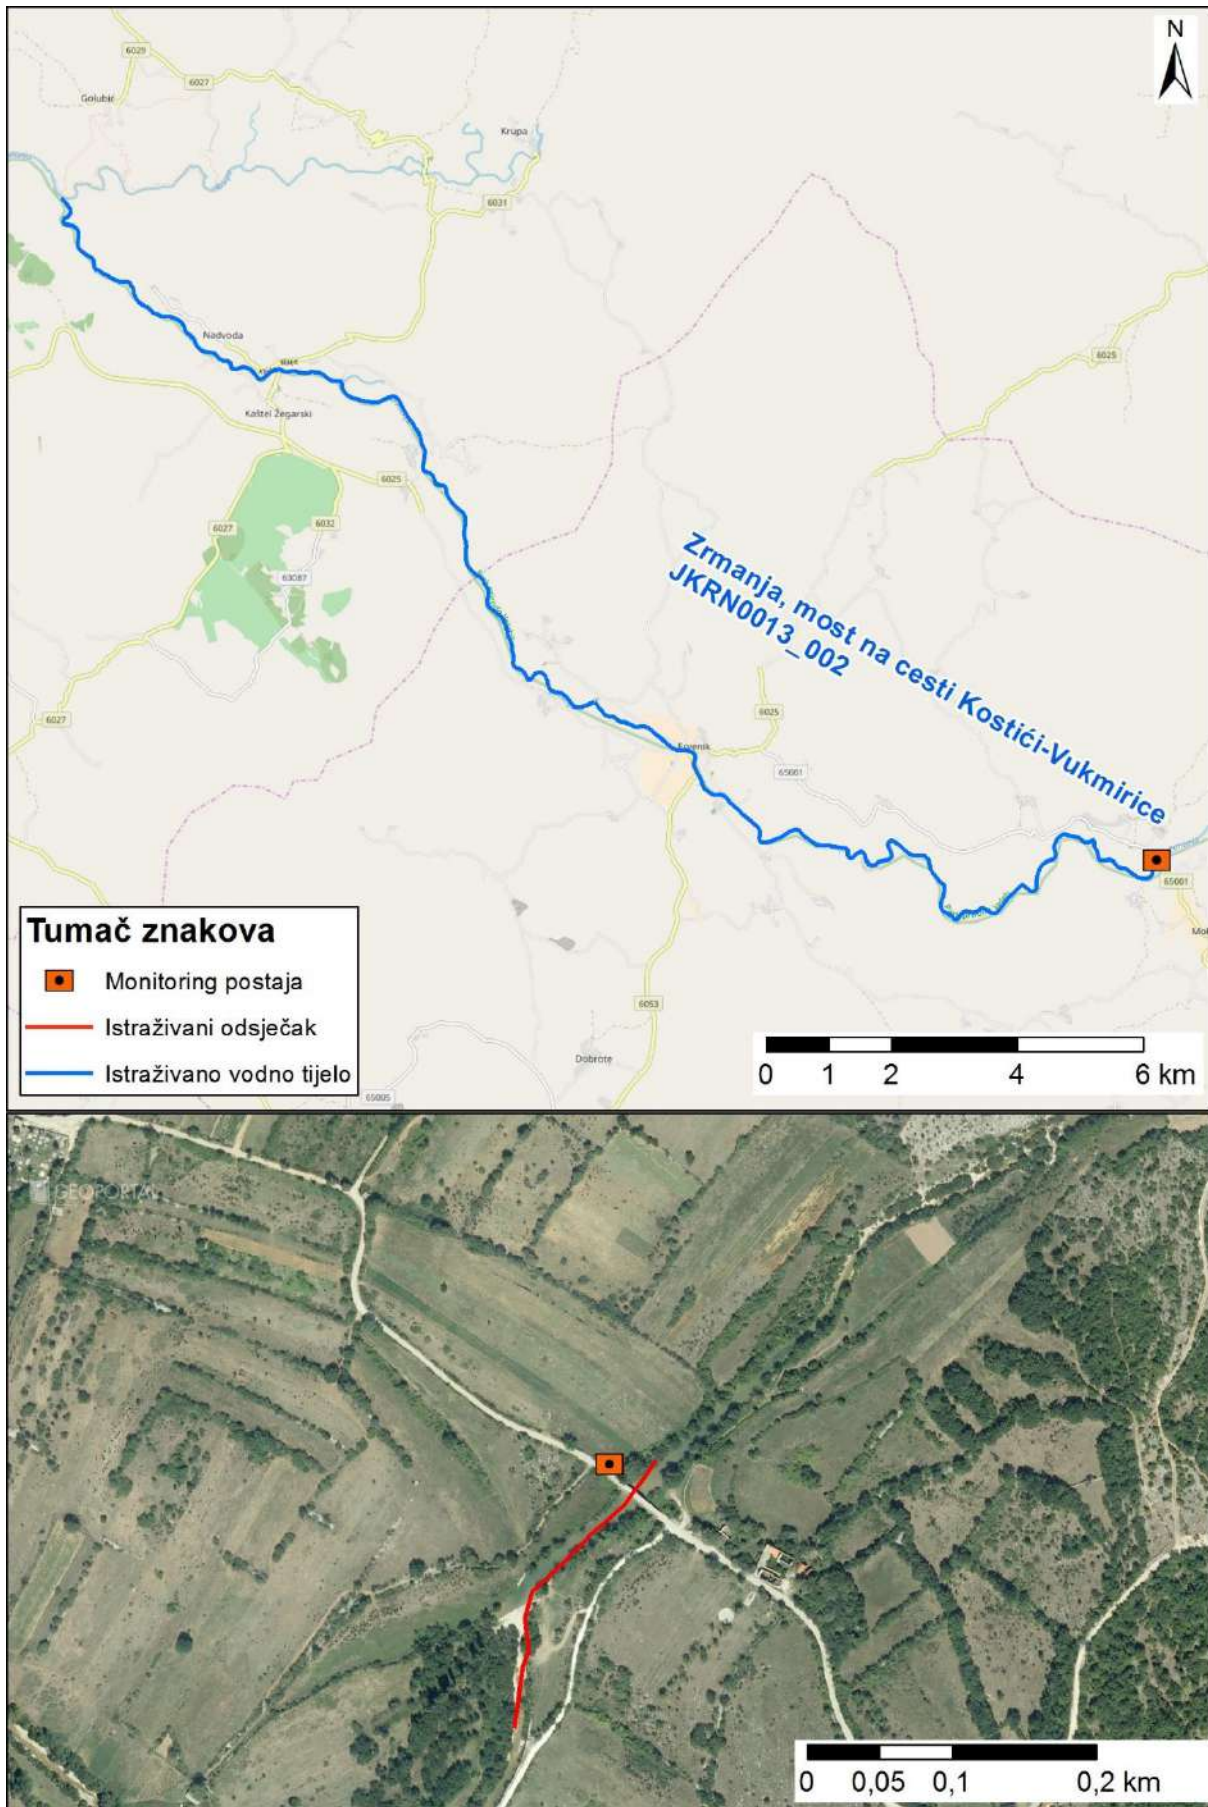 N
6029
6027
Golubić
Krupa
6031
6025
Nadvoda
Kaštel Žegarski
6025
6027
6032
63087
Zrmanja, most na cesti Kostići-Vukmirice
JKRN0013_002
6027
6025
65001
65001
Tumač znakova
Monitoring postaja
Istraživani odsječak
Istraživano vodno tijelo
6053
Dobrote
65005
0 1 2 4 6 km
GEOPORTAL
0 0,05 0,1 0,2 km